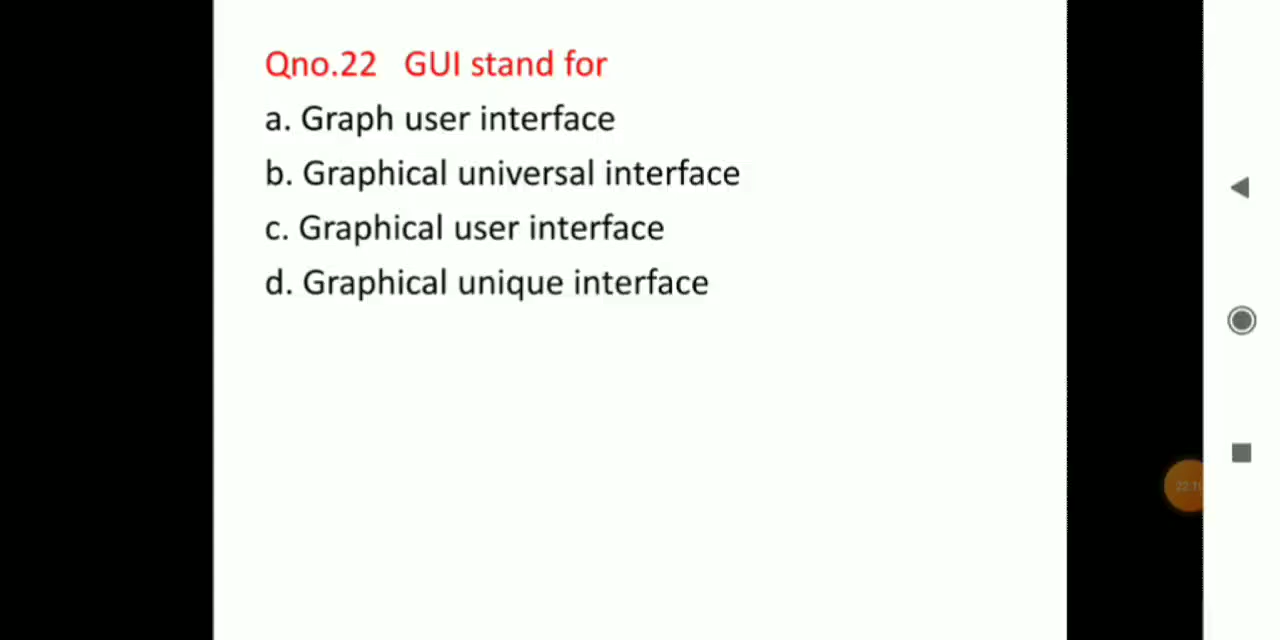 Qno.22 GUI stand for
a. Graph user interface
b. Graphical universal interface
c. Graphical user interface
d. Graphical unique interface